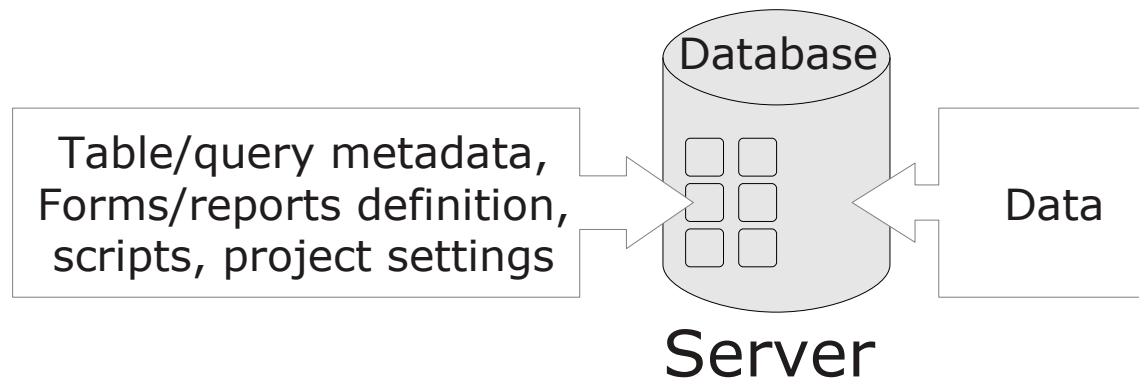 Database
Table/query metadata,
Forms/reports definition,
scripts, project settings
Data
Server